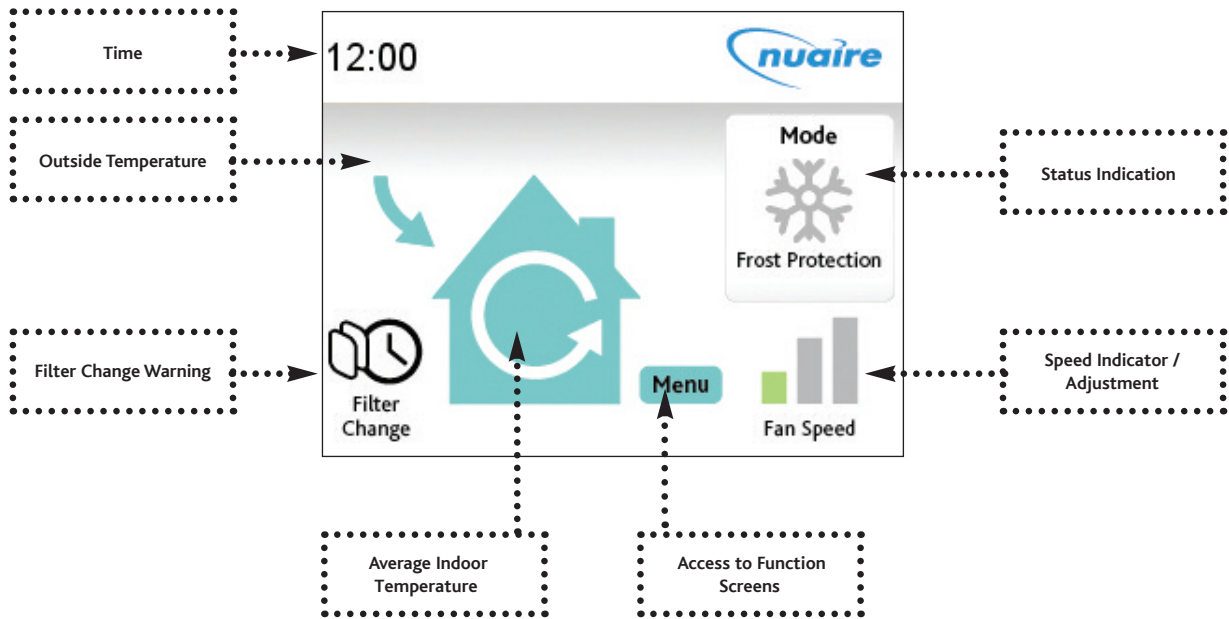 Time
12:00
nuaire
Outside Temperature
Mode
Frost Protection
Status Indication
Filter Change Warning
Filter
Change
Menu
Fan Speed
Speed Indicator /
Adjustment
Average Indoor
Temperature
Access to Function
Screens